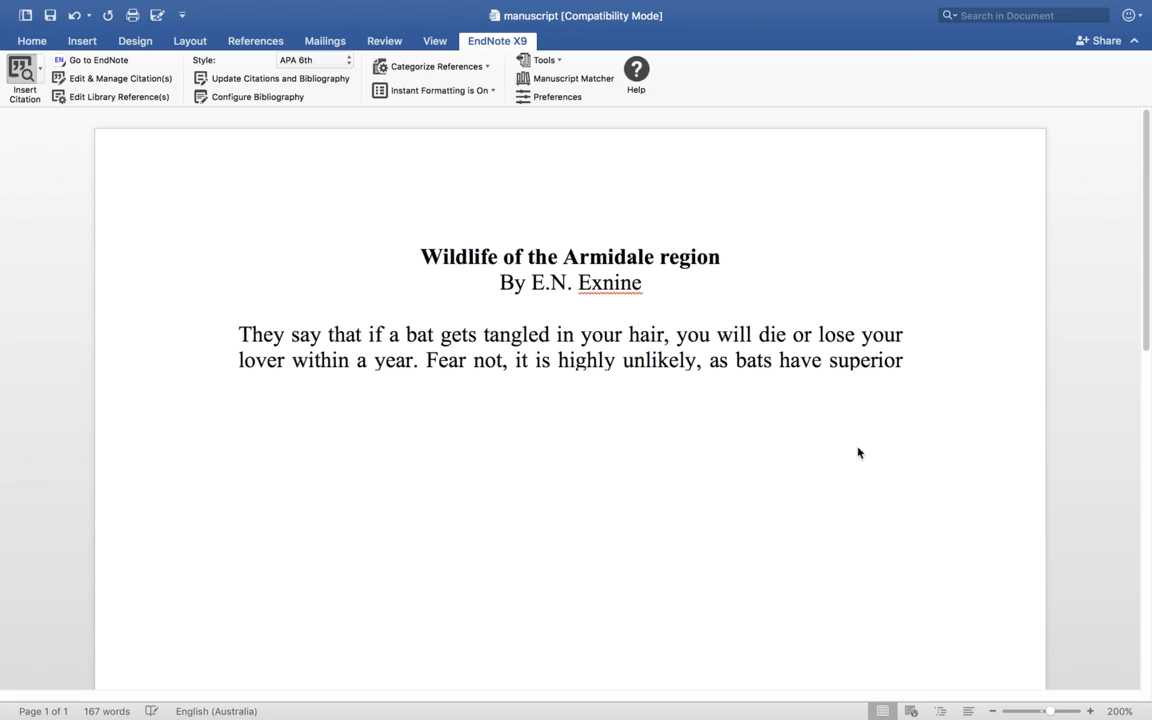 manuscript [Compatibility Mode]
Search in Document
Home Insert Design Layout References Mailings Review View EndNote X9
Share
Insert Citation
Go to EndNote
Edit & Manage Citation(s)
Edit Library Reference(s)
Style: APA 6th
Update Citations and Bibliography
Configure Bibliography
Categorize References
Instant Formatting is On
Tools
Manuscript Matcher
Preferences
Help
Wildlife of the Armidale region
By E.N. Exnine
They say that if a bat gets tangled in your hair, you will die or lose your
lover within a year. Fear not, it is highly unlikely, as bats have superior
Page 1 of 1 167 words English (Australia) 200%